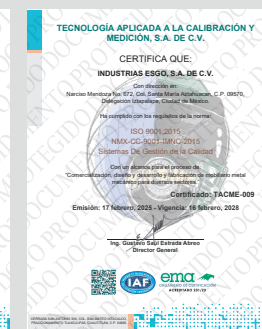 TECNOLOGÍA APLICADA A LA CALIBRACIÓN Y
MEDICIÓN, S.A. DE C.V.
CERTIFICA QUE:
INDUSTRIAS ESGO, S.A. DE C.V.
Con dirección en:
Narciso Mendoza No. 872, Col. Santa María Aztahuacan, C.P. 09570,
Delegación Iztapalapa, Ciudad de México.
Ha cumplido con los requisitos de la norma:
ISO 9001:2015
NMX-CC-9001-IMNC-2015
Sistemas De Gestión de la Calidad
Con un alcance para el proceso de:
"Comercialización, diseño y desarrollo y fabricación de mobiliario metal
mecánico para diversos sectores."
Certificado: TACME-009
Emisión: 17 febrero, 2025 - Vigencia: 16 febrero, 2028
Ing. Gustavo Saúl Estrada Abreo
Director General
IAF
ema
ORGANISMO DE CERTIFICACIÓN